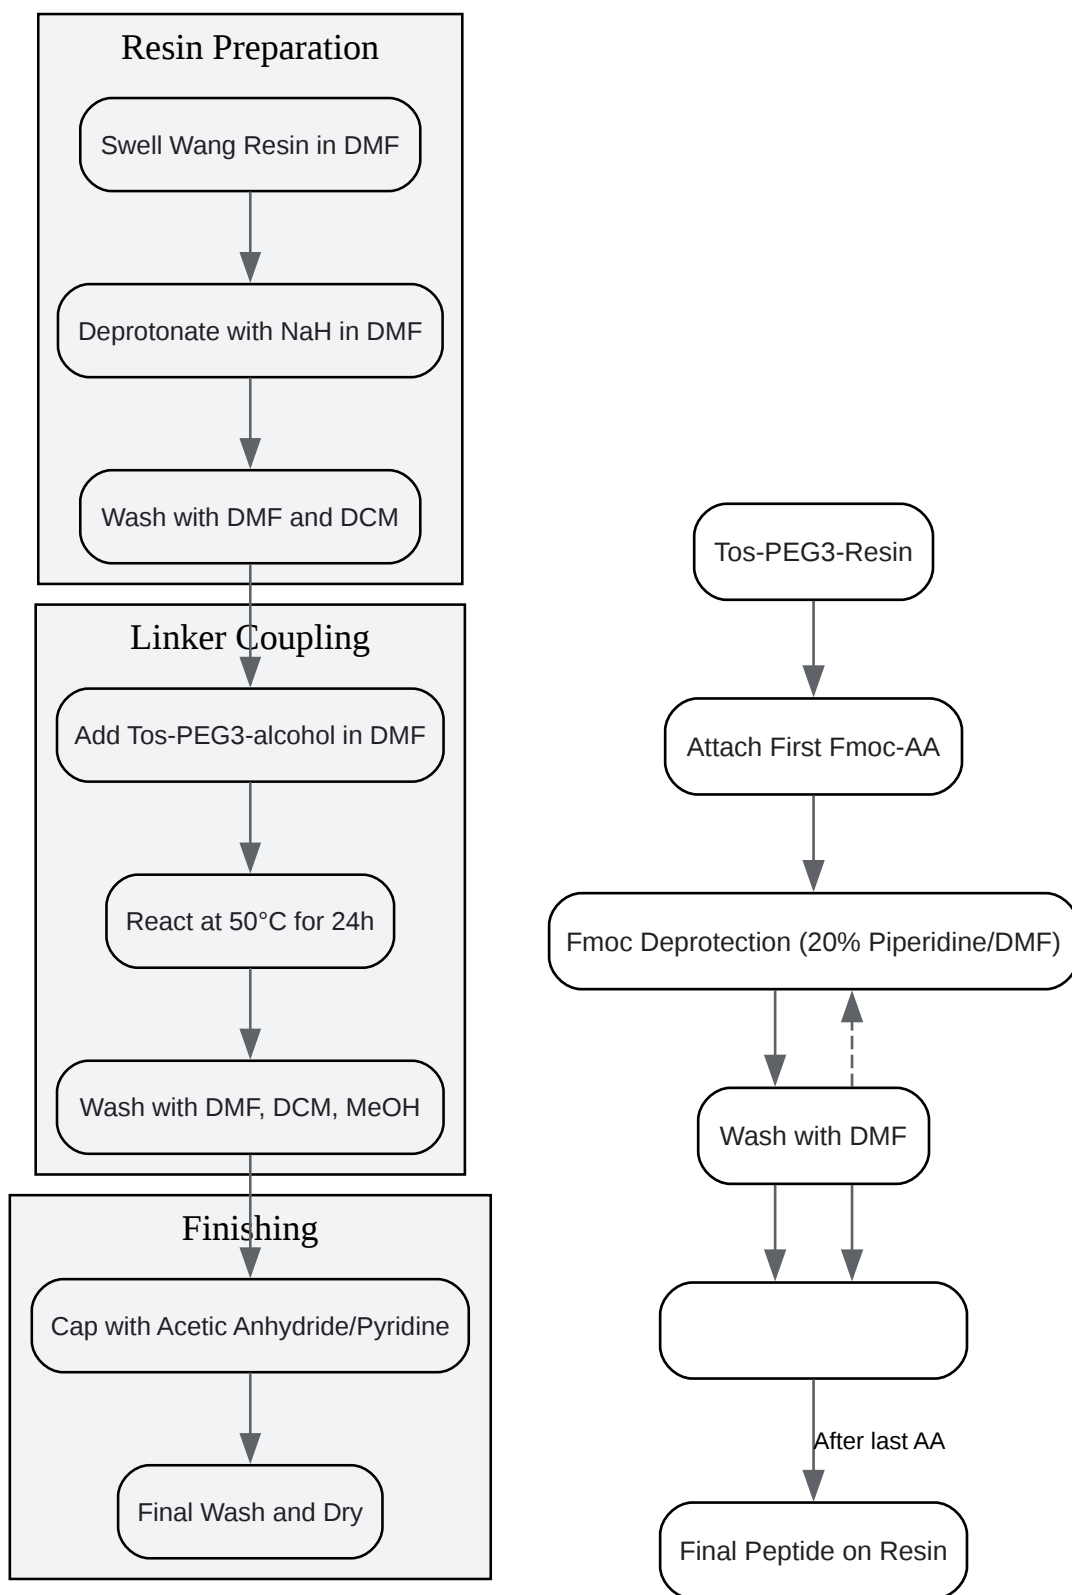 Resin Preparation
Swell Wang Resin in DMF
Deprotonate with NaH in DMF
Wash with DMF and DCM
Linker Coupling
Add Tos-PEG3-alcohol in DMF
React at 50°C for 24h
Wash with DMF, DCM, MeOH
Finishing
Cap with Acetic Anhydride/Pyridine
Final Wash and Dry
Tos-PEG3-Resin
Attach First Fmoc-AA
Fmoc Deprotection (20% Piperidine/DMF)
Wash with DMF
After last AA
Final Peptide on Resin